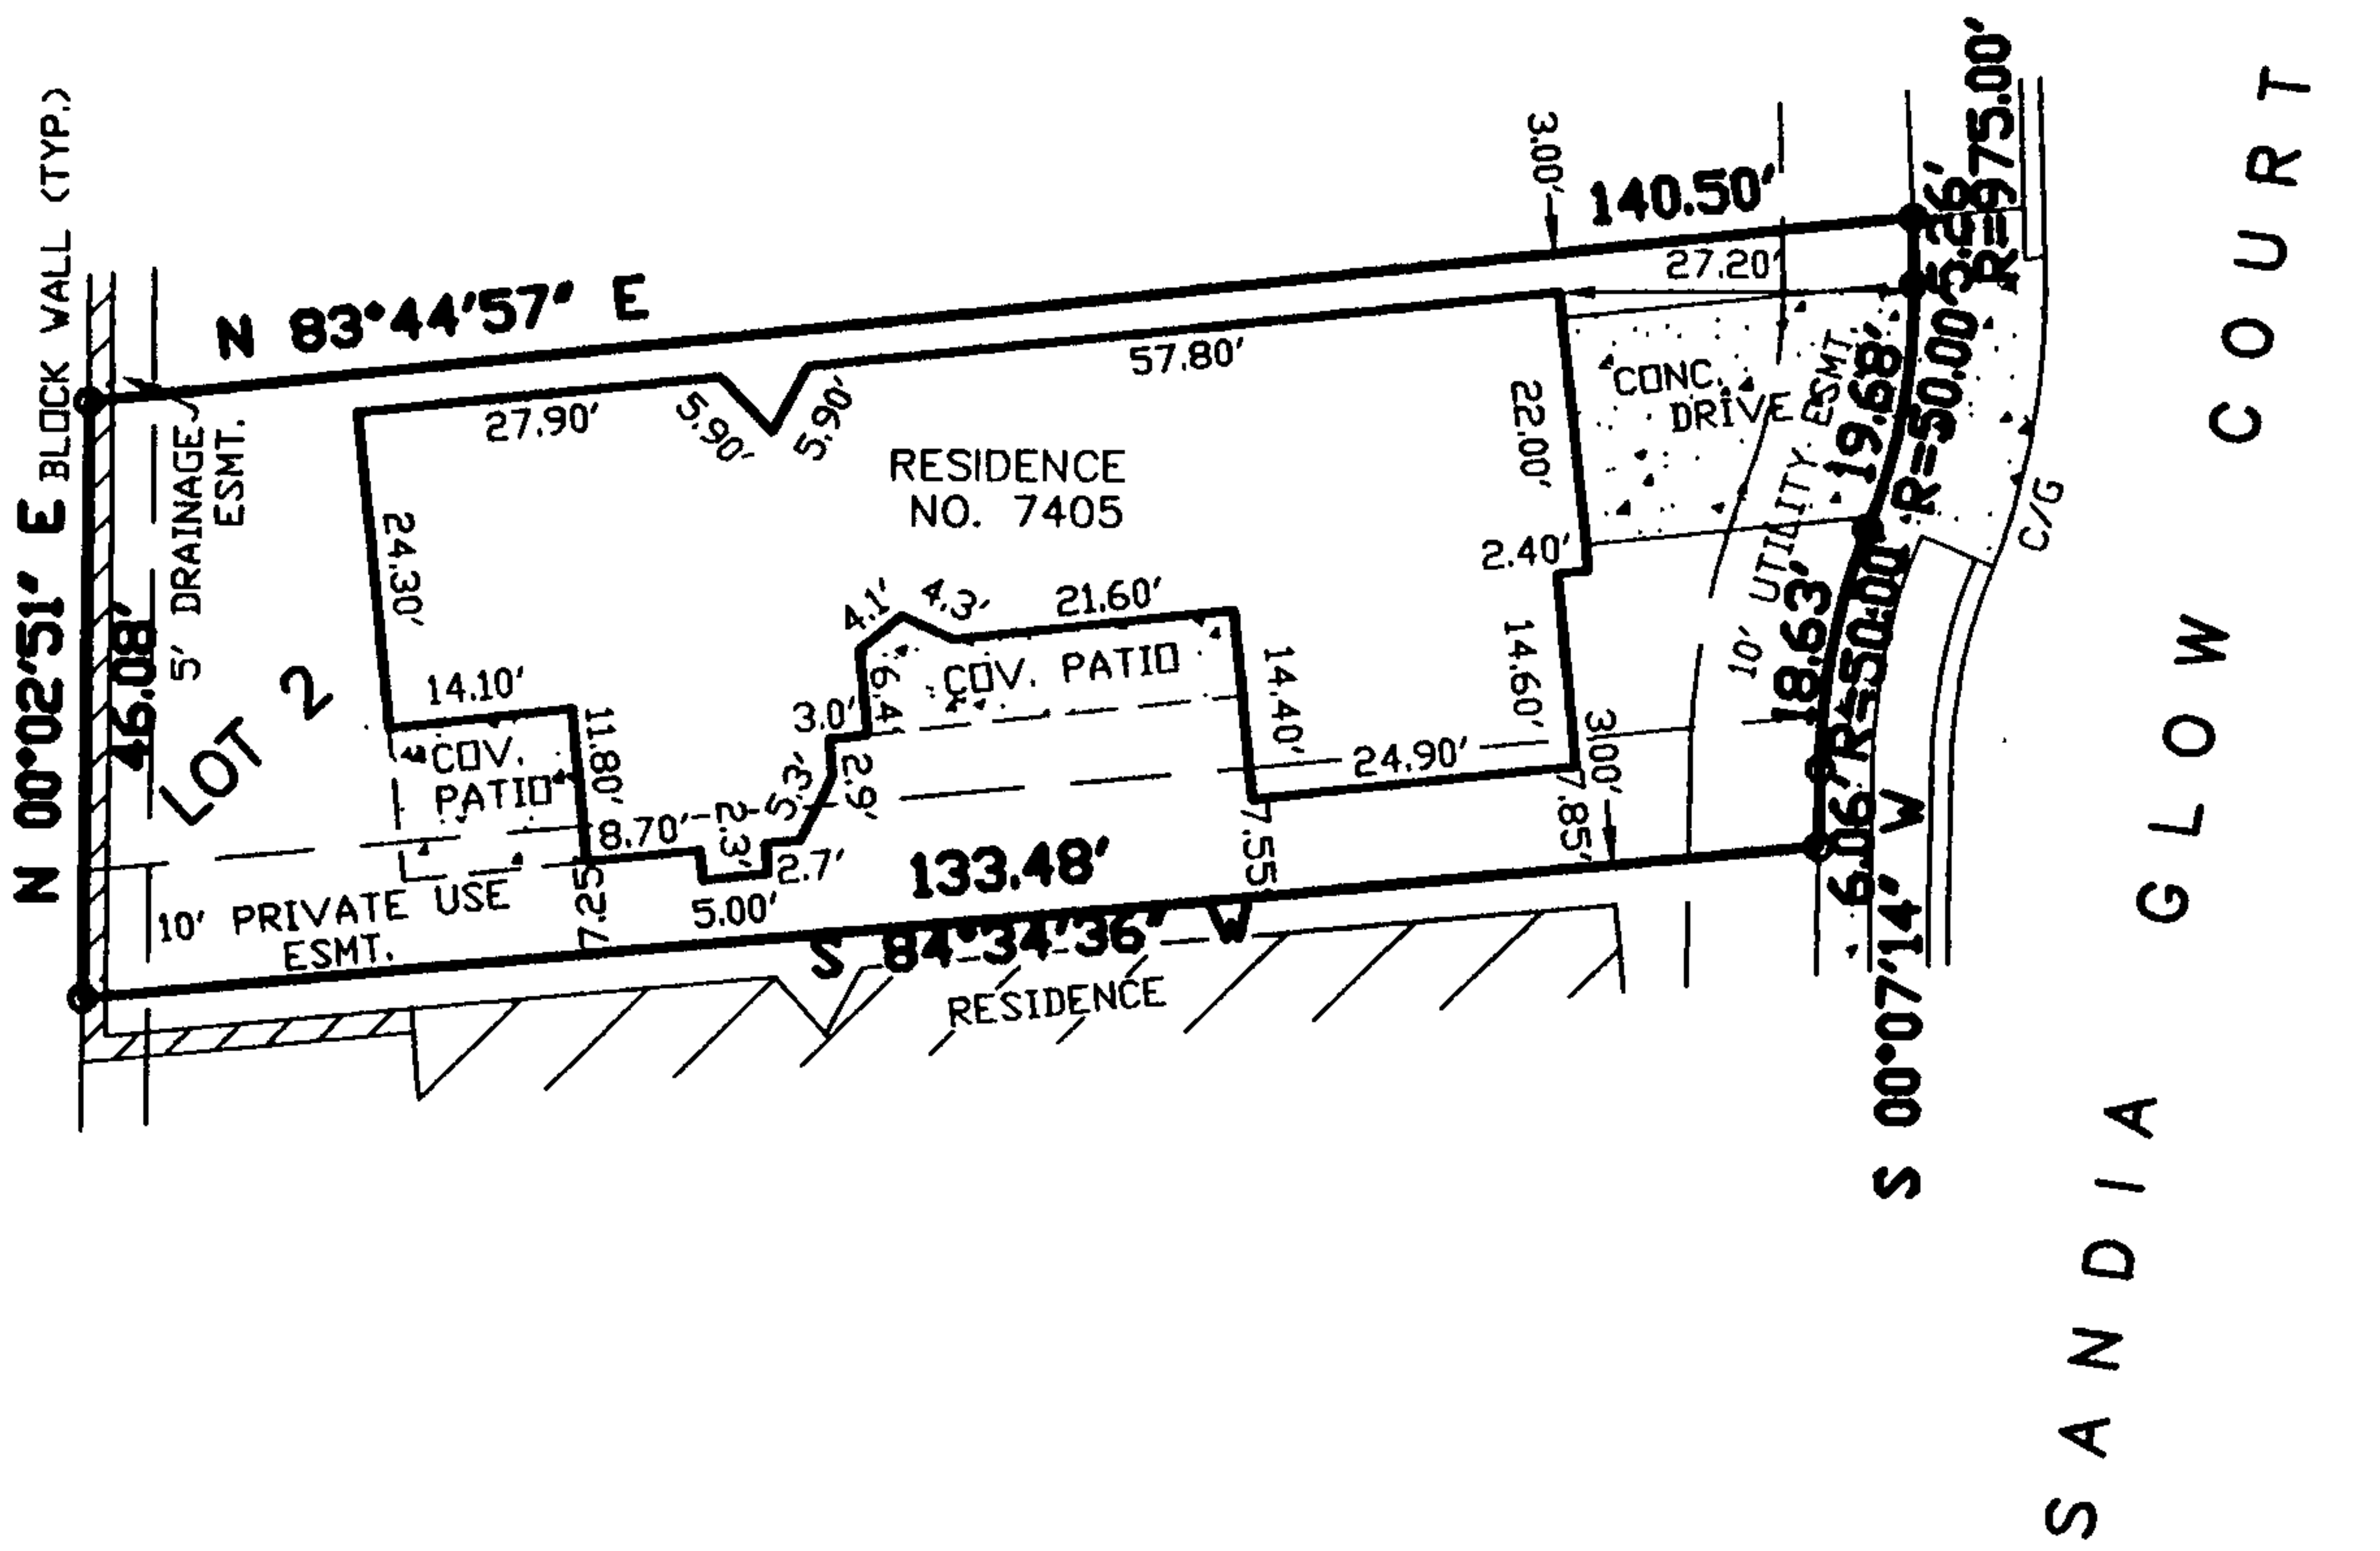 BLOCK WALL (TYP.)
N 83°44'57" E
140.50'
3.00'
27.20'
R=975.00'
19.68'
R=50.00'
CONC.
DRIVE
10' UTILITY ESMT
C/G
57.80'
27.90'
5.90'
5.90'
22.00'
RESIDENCE
NO. 7405
N 00°02'51" E
46.08'
5' DRAINAGE
ESMT.
24.30'
LOT 2
14.10'
COV.
PATIO
11.80'
8.70'
2.3'
5.00'
2.7'
5.3'
2.9'
3.0'
6.4'
4.1'
4.3'
21.60'
COV. PATIO
14.40'
24.90'
2.40'
14.60'
3.00'
7.85'
7.55'
7.25'
18.63'
R=50.00'
6.06'
S 00°07'14" W
133.48'
S 84°34'36" W
10' PRIVATE USE
ESMT.
RESIDENCE
SANDIA GLOW COURT